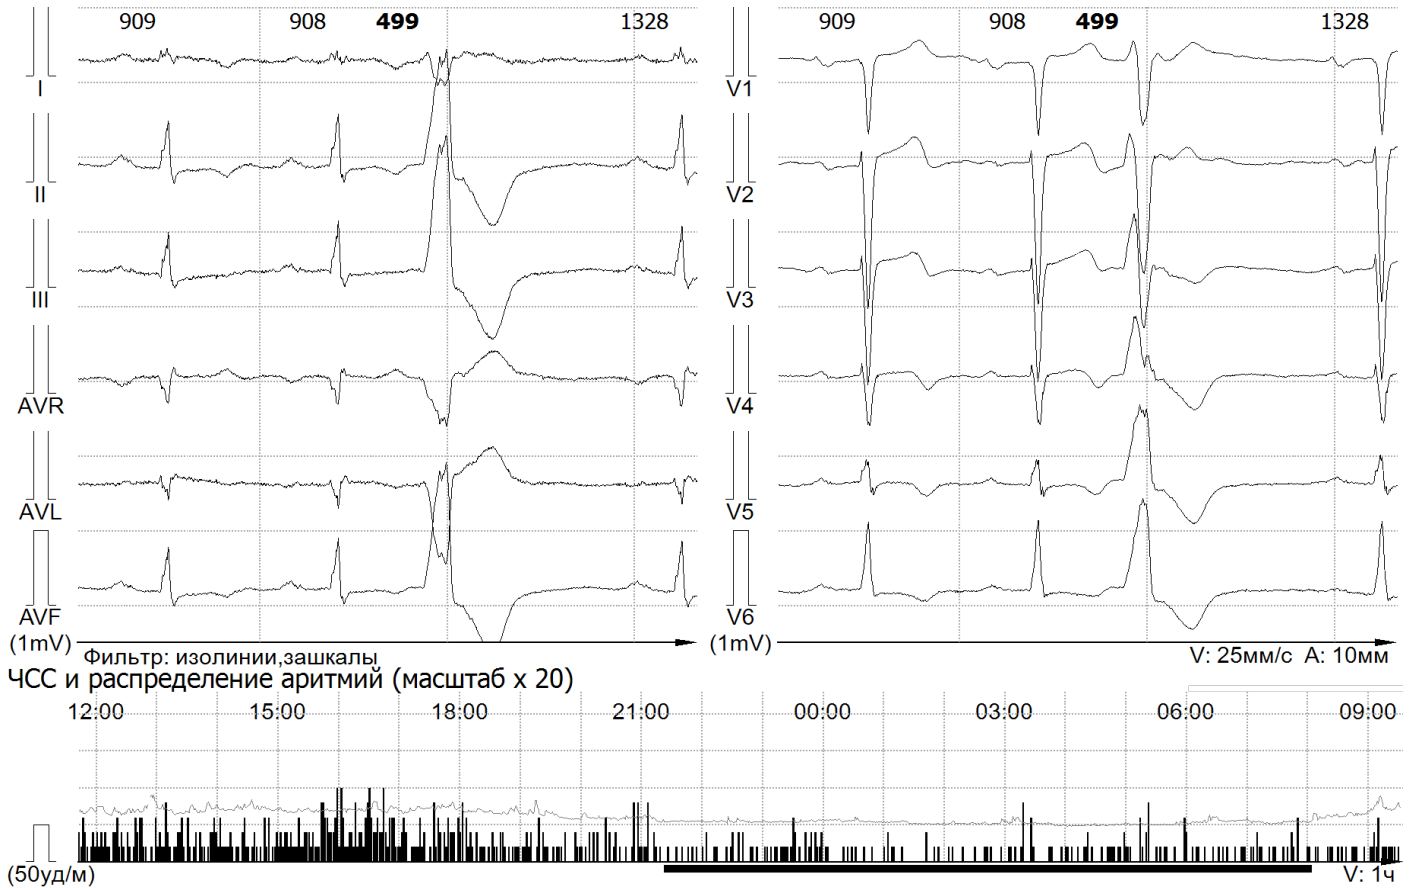 909 908 499 1328
I
II
III
AVR
AVL
AVF
(1mV)
909 908 499 1328
V1
V2
V3
V4
V5
V6
(1mV)
Фильтр: изолинии,зашкалы
V: 25мм/с А: 10мм
ЧСС и распределение аритмий (масштаб x 20)
12:00 15:00 18:00 21:00 00:00 03:00 06:00 09:00
(50уд/м)
V: 1ч